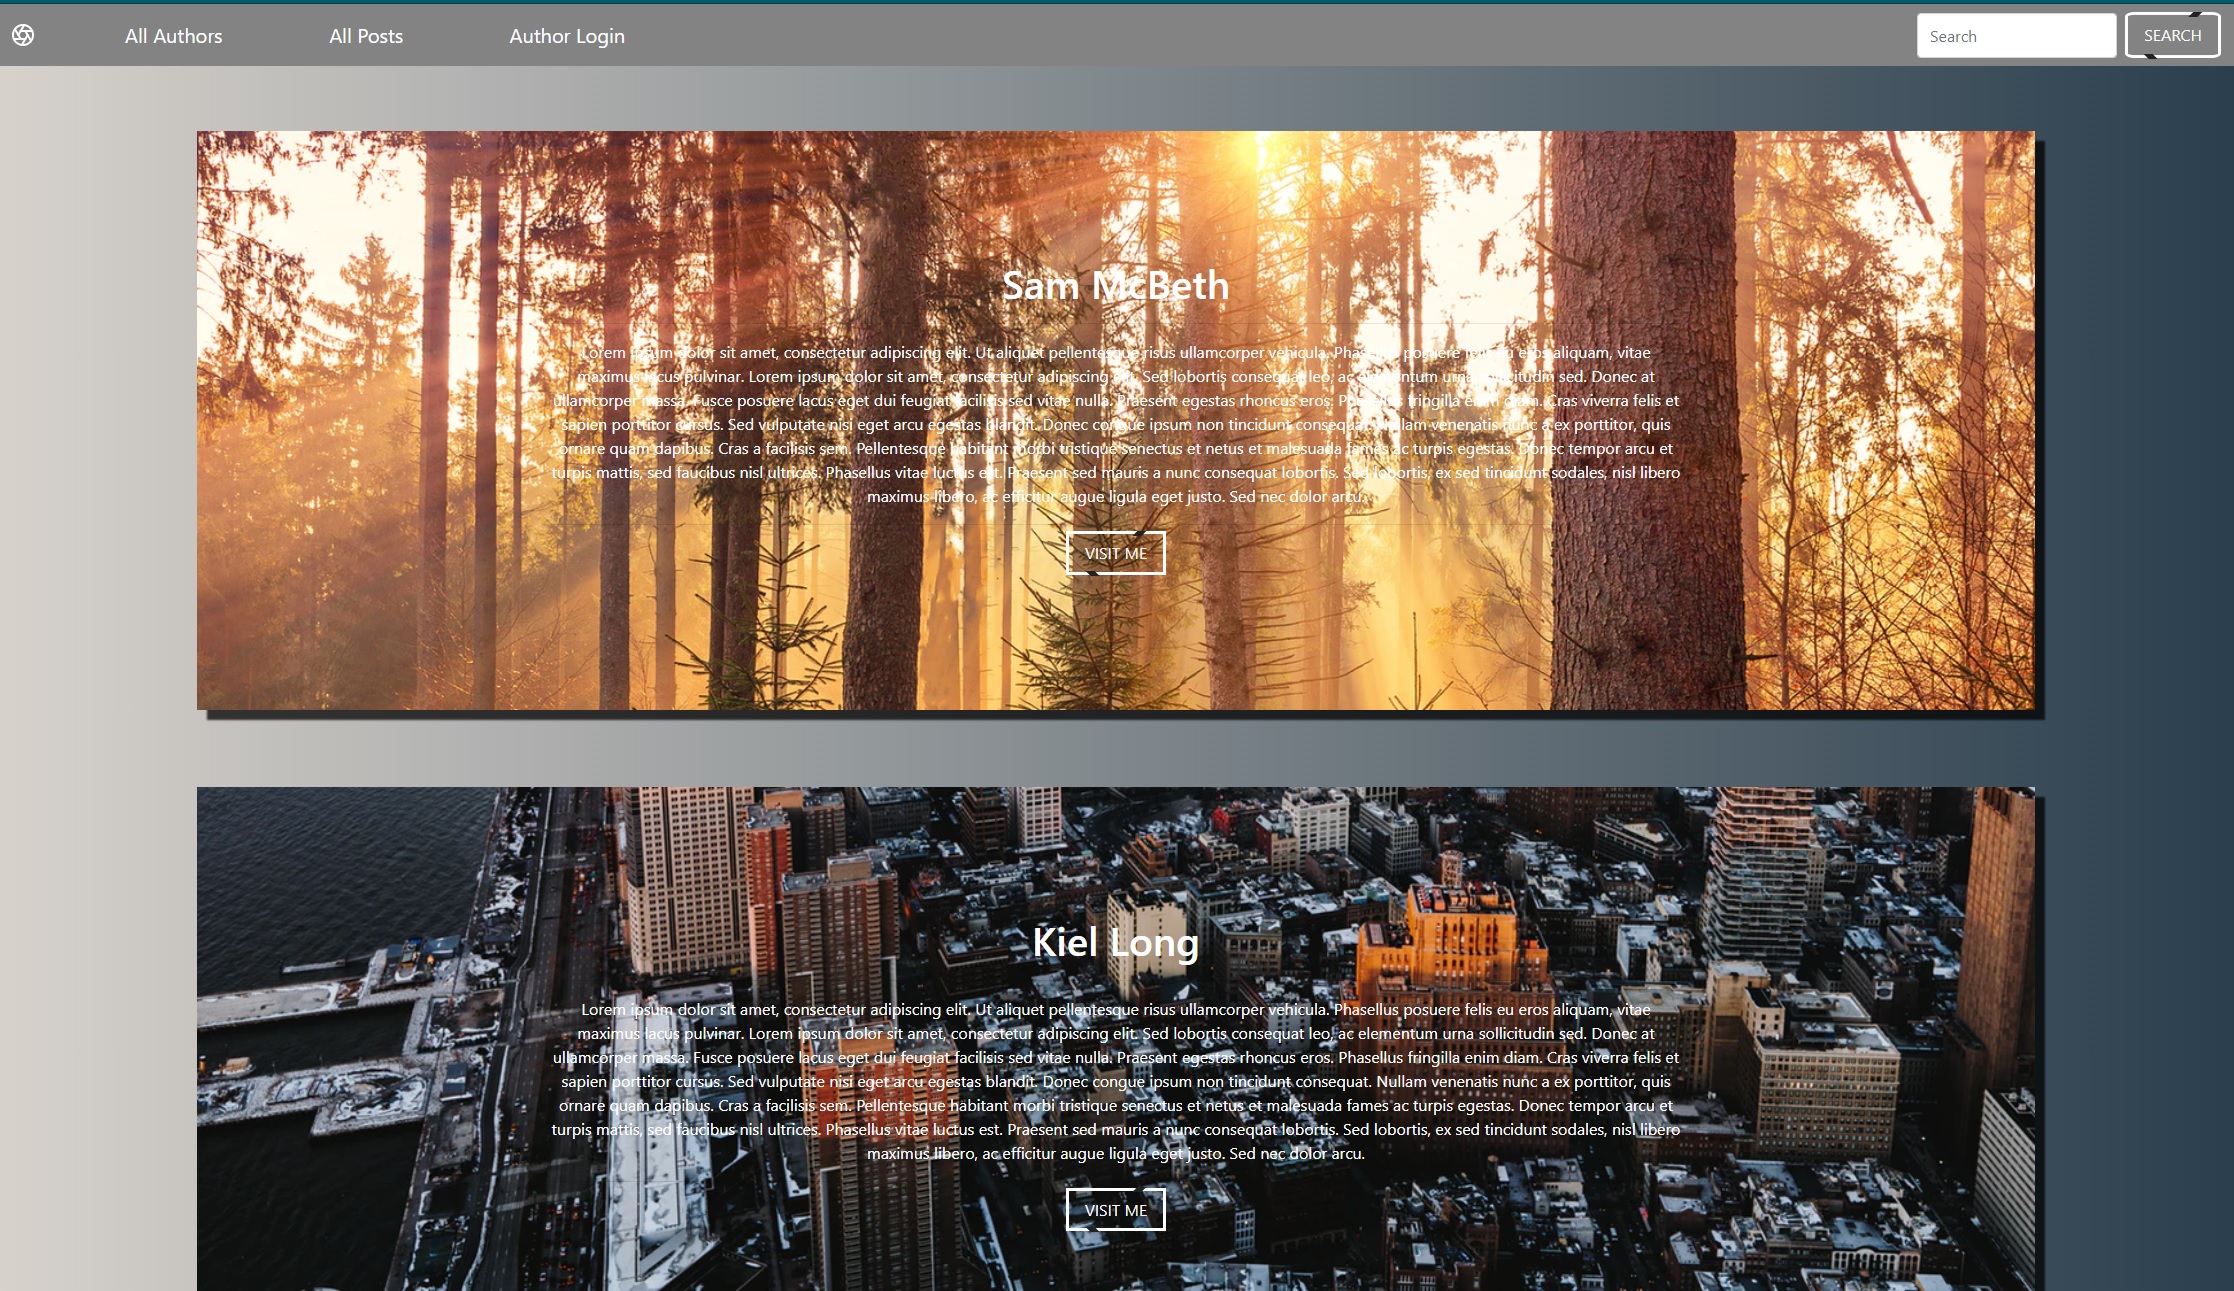 All Authors
All Posts
Author Login
Search
SEARCH
Sam McBeth
Lorem ipsum dolor sit amet, consectetur adipiscing elit. Ut aliquet pellentesque risus ullamcorper vehicula. Phasellus posuere felis eu eros aliquam, vitae
maximus lacus pulvinar. Lorem ipsum dolor sit amet, consectetur adipiscing elit. Sed lobortis consequat leo, ac elementum urna sollicitudin sed. Donec at
ullamcorper massa. Fusce posuere lacus eget dui feugiat facilisis sed vitae nulla. Praesent egestas rhoncus eros. Phasellus fringilla enim diam. Cras viverra felis et
sapien porttitor cursus. Sed vulputate nisi eget arcu egestas blandit. Donec congue ipsum non tincidunt consequat. Nullam venenatis nunc a ex porttitor, quis
ornare quam dapibus. Cras a facilisis sem. Pellentesque habitant morbi tristique senectus et netus et malesuada fames ac turpis egestas. Donec tempor arcu et
turpis mattis, sed faucibus nisl ultrices. Phasellus vitae luctus est. Praesent sed mauris a nunc consequat lobortis. Sed lobortis, ex sed tincidunt sodales, nisl libero
maximus libero, ac efficitur augue ligula eget justo. Sed nec dolor arcu.
VISIT ME
Kiel Long
Lorem ipsum dolor sit amet, consectetur adipiscing elit. Ut aliquet pellentesque risus ullamcorper vehicula. Phasellus posuere felis eu eros aliquam, vitae
maximus lacus pulvinar. Lorem ipsum dolor sit amet, consectetur adipiscing elit. Sed lobortis consequat leo, ac elementum urna sollicitudin sed. Donec at
ullamcorper massa. Fusce posuere lacus eget dui feugiat facilisis sed vitae nulla. Praesent egestas rhoncus eros. Phasellus fringilla enim diam. Cras viverra felis et
sapien porttitor cursus. Sed vulputate nisi eget arcu egestas blandit. Donec congue ipsum non tincidunt consequat. Nullam venenatis nunc a ex porttitor, quis
ornare quam dapibus. Cras a facilisis sem. Pellentesque habitant morbi tristique senectus et netus et malesuada fames ac turpis egestas. Donec tempor arcu et
turpis mattis, sed faucibus nisl ultrices. Phasellus vitae luctus est. Praesent sed mauris a nunc consequat lobortis. Sed lobortis, ex sed tincidunt sodales, nisl libero
maximus libero, ac efficitur augue ligula eget justo. Sed nec dolor arcu.
VISIT ME